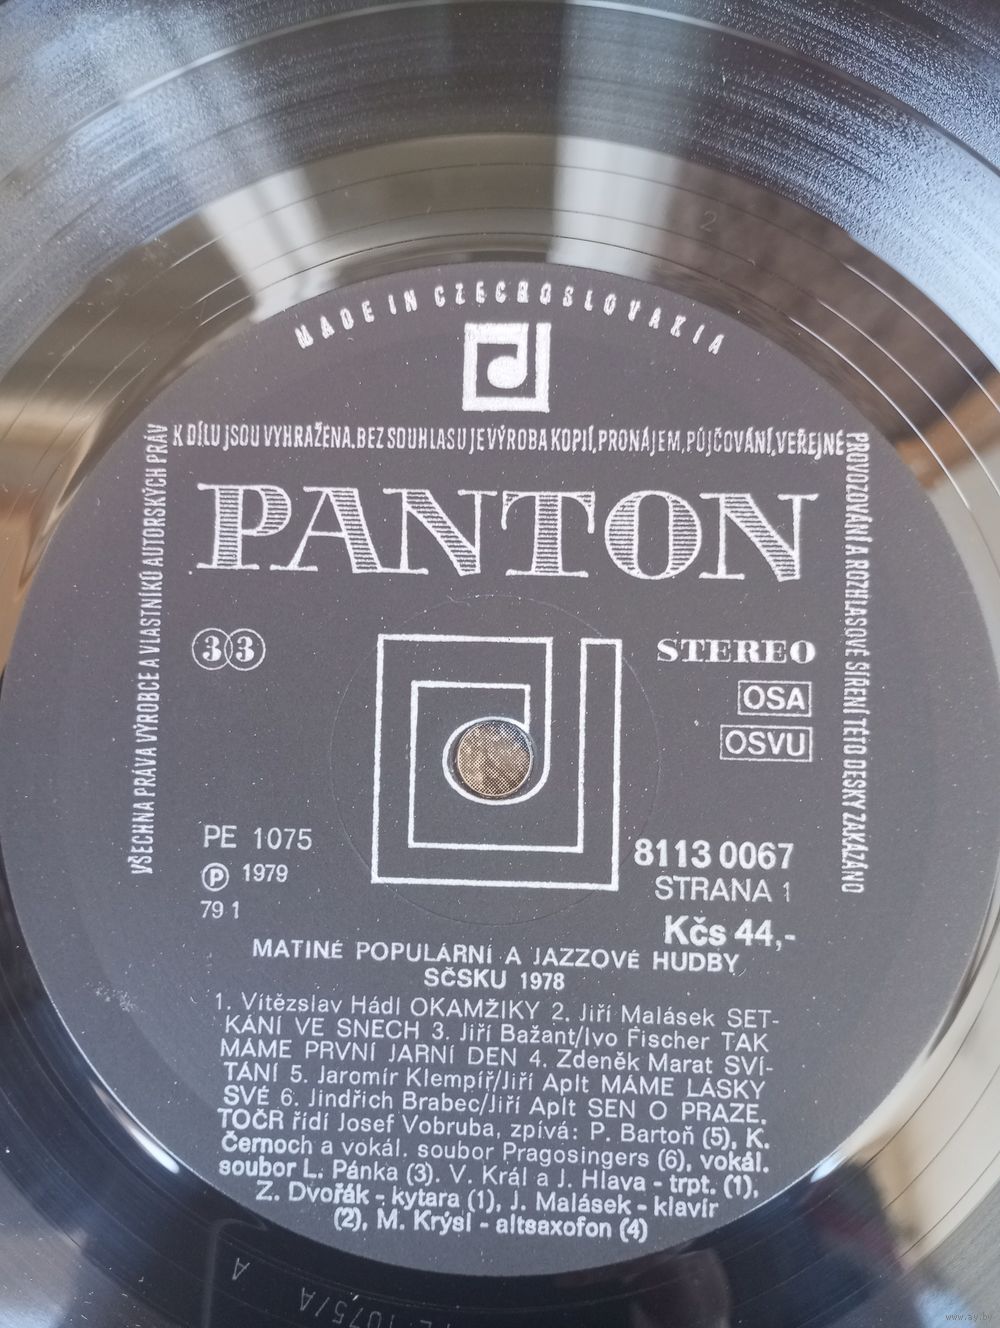 MADE IN CZECHOSLOVAKIA
VŠECHNA PRÁVA VÝROBCE A VLASTNÍKŮ AUTORSKÝCH PRÁV
K DÍLU JSOU VYHRAŽENA. BEZ SOUHLASU JE VÝROBA KOPIÍ, PRONÁJEM, PŮJČOVÁNÍ, VEŘEJNÉ
PROVOZOVÁNÍ A ROZHLASOVÉ ŠÍŘENÍ TÉTO DESKY ZAKÁZÁNO
PANTON
33
STEREO
OSA
OSVU
PE 1075
Ⓟ 1979
79 1
8113 0067
STRANA 1
Kčs 44,-
MATINÉ POPULÁRNÍ A JAZZOVÉ HUDBY
SČSKU 1978
1. Vítězslav Hádl OKAMŽIKY 2. Jiří Malásek SET-
KÁNÍ VE SNECH 3. Jiří Bažant/Ivo Fischer TAK
MÁME PRVNÍ JARNÍ DEN 4. Zdeněk Marat SVÍ-
TÁNÍ 5. Jaromír Klempíř/Jiří Aplt MÁME LÁSKY
SVÉ 6. Jindřich Brabec/Jiří Aplt SEN O PRAZE.
TOČR řídí Josef Vobruba, zpívá: P. Bartoň (5), K.
Černoch a vokál. soubor Pragosingers (6), vokál.
soubor L. Pánka (3). V. Král a J. Hlava - trpt. (1),
Z. Dvořák - kytara (1), J. Malásek - klavír
(2), M. Krýsl - altsaxofon (4)
2
A
1075/A
www.ay.by